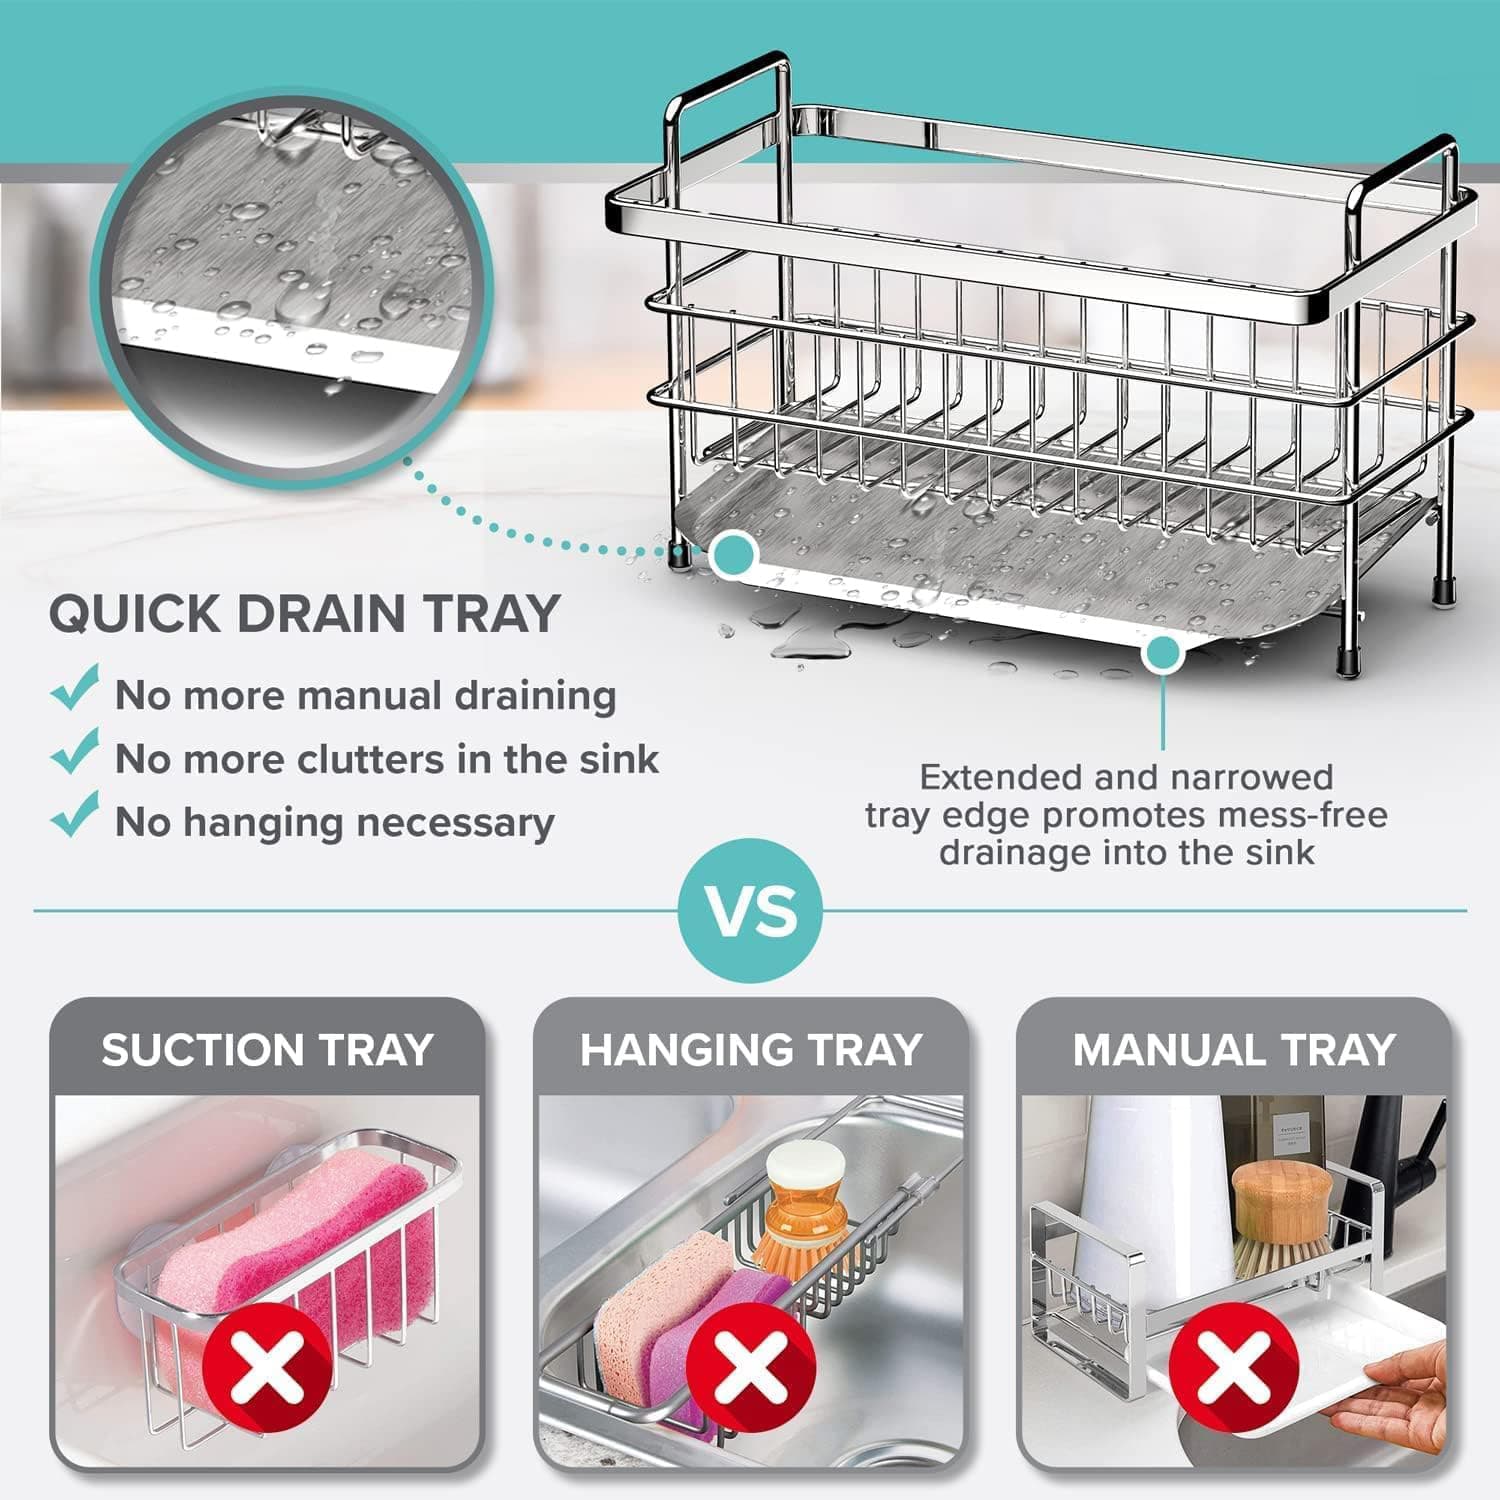 QUICK DRAIN TRAY
No more manual draining
No more clutters in the sink
No hanging necessary
Extended and narrowed
tray edge promotes mess-free
drainage into the sink
VS
SUCTION TRAY
HANGING TRAY
MANUAL TRAY